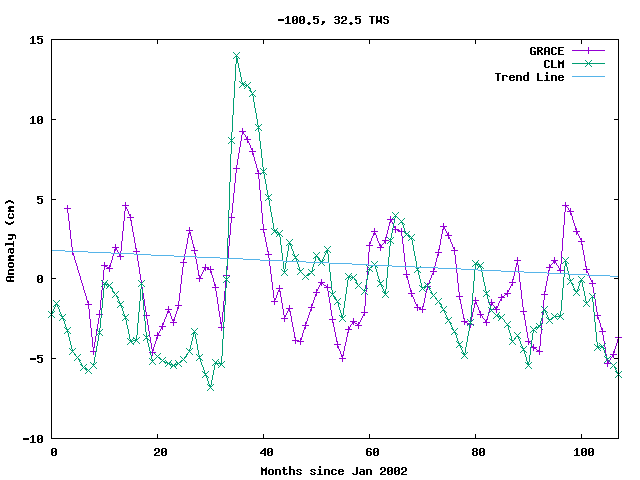 -100.5, 32.5 TWS
GRACE
CLM
Trend Line
15
10
5
0
-5
-10
Anomaly (cm)
0 20 40 60 80 100
Months since Jan 2002